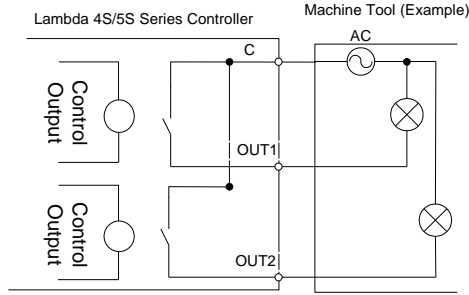 Lambda 4S/5S Series Controller
Machine Tool (Example)
C
AC
Control
Output
OUT1
Control
Output
OUT2